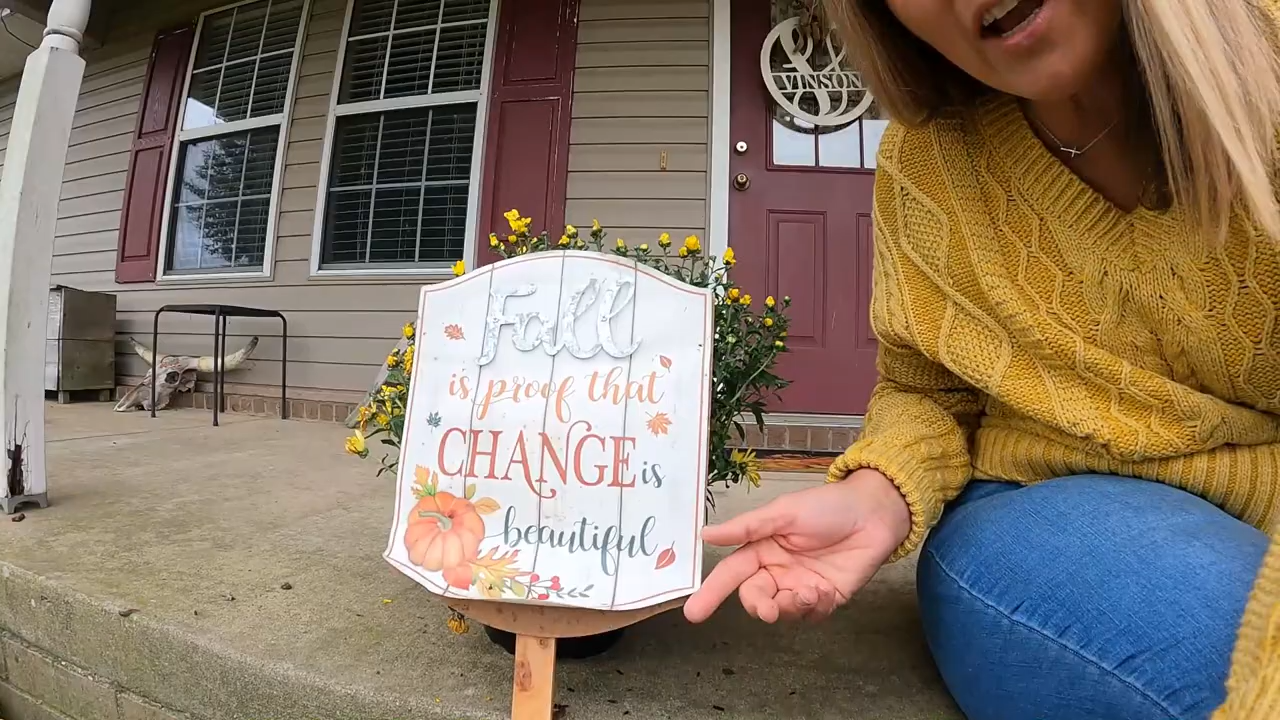 VINSON
Fall
is proof that
CHANGE is
beautiful